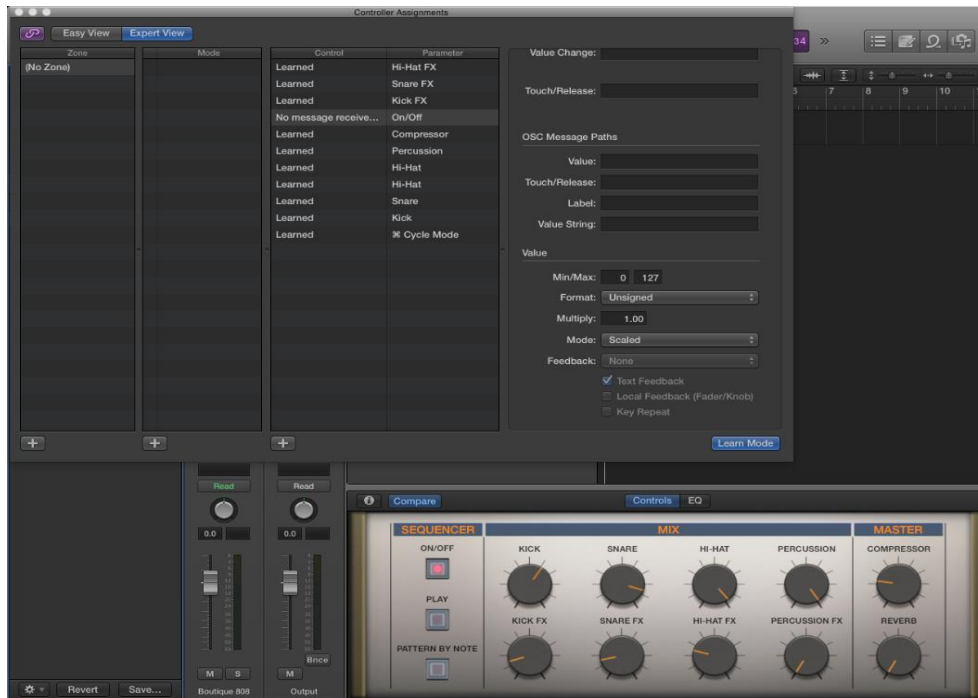 Controller Assignments
Easy View Expert View
34 »
Zone Mode Control Parameter
(No Zone)
Learned Hi-Hat FX
Learned Snare FX
Learned Kick FX
No message receive... On/Off
Learned Compressor
Learned Percussion
Learned Hi-Hat
Learned Hi-Hat
Learned Snare
Learned Kick
Learned ⌘ Cycle Mode
Value Change:
Touch/Release:
OSC Message Paths
Value:
Touch/Release:
Label:
Value String:
Value
Min/Max: 0 127
Format: Unsigned
Multiply: 1.00
Mode: Scaled
Feedback: None
Text Feedback
Local Feedback (Fader/Knob)
Key Repeat
+ + + Learn Mode
7 8 9 10
Read Read
0.0 0.0
Bnce
M S M
Boutique 808 Output
Revert Save...
Compare Controls EQ
SEQUENCER MIX MASTER
ON/OFF KICK SNARE HI-HAT PERCUSSION COMPRESSOR
PLAY
KICK FX SNARE FX HI-HAT FX PERCUSSION FX REVERB
PATTERN BY NOTE